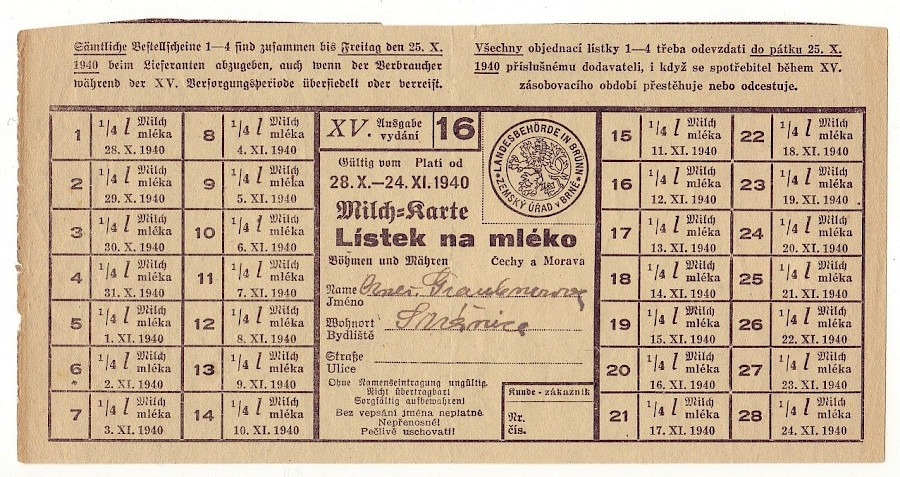 Sämtliche Bestellscheine 1—4 sind zusammen bis Freitag den 25. X.
1940 beim Lieferanten abzugeben, auch wenn der Verbraucher
während der XV. Versorgungsperiode übersiedelt oder verreist.
Všechny objednací lístky 1—4 třeba odevzdati do pátku 25. X.
1940 příslušnému dodavateli, i když se spotřebitel během XV.
zásobovacího období přestěhuje nebo odcestuje.
1 1/4 l Milch mléka 28. X. 1940
2 1/4 l Milch mléka 29. X. 1940
3 1/4 l Milch mléka 30. X. 1940
4 1/4 l Milch mléka 31. X. 1940
5 1/4 l Milch mléka 1. XI. 1940
6 1/4 l Milch mléka 2. XI. 1940
7 1/4 l Milch mléka 3. XI. 1940
8 1/4 l Milch mléka 4. XI. 1940
9 1/4 l Milch mléka 5. XI. 1940
10 1/4 l Milch mléka 6. XI. 1940
11 1/4 l Milch mléka 7. XI. 1940
12 1/4 l Milch mléka 8. XI. 1940
13 1/4 l Milch mléka 9. XI. 1940
14 1/4 l Milch mléka 10. XI. 1940
XV. Ausgabe vydání 16
LANDESBEHÖRDE IN BRÜNN
ZEMSKÝ ÚŘAD v BRNĚ
Gültig vom Platí od
28. X.—24. XI. 1940
Milch-Karte
Lístek na mléko
Böhmen und Mähren Čechy a Morava
Name
Jméno
Wohnort
Bydliště
Straße
Ulice
Ohne Namenseintragung ungültig.
Nicht übertragbar!
Sorgfältig aufbewahren!
Bez vepsání jména neplatné.
Nepřenosné!
Pečlivě uschovati!
Kunde - zákazník
Nr.
čís.
15 1/4 l Milch mléka 11. XI. 1940
16 1/4 l Milch mléka 12. XI. 1940
17 1/4 l Milch mléka 13. XI. 1940
18 1/4 l Milch mléka 14. XI. 1940
19 1/4 l Milch mléka 15. XI. 1940
20 1/4 l Milch mléka 16. XI. 1940
21 1/4 l Milch mléka 17. XI. 1940
22 1/4 l Milch mléka 18. XI. 1940
23 1/4 l Milch mléka 19. XI. 1940
24 1/4 l Milch mléka 20. XI. 1940
25 1/4 l Milch mléka 21. XI. 1940
26 1/4 l Milch mléka 22. XI. 1940
27 1/4 l Milch mléka 23. XI. 1940
28 1/4 l Milch mléka 24. XI. 1940